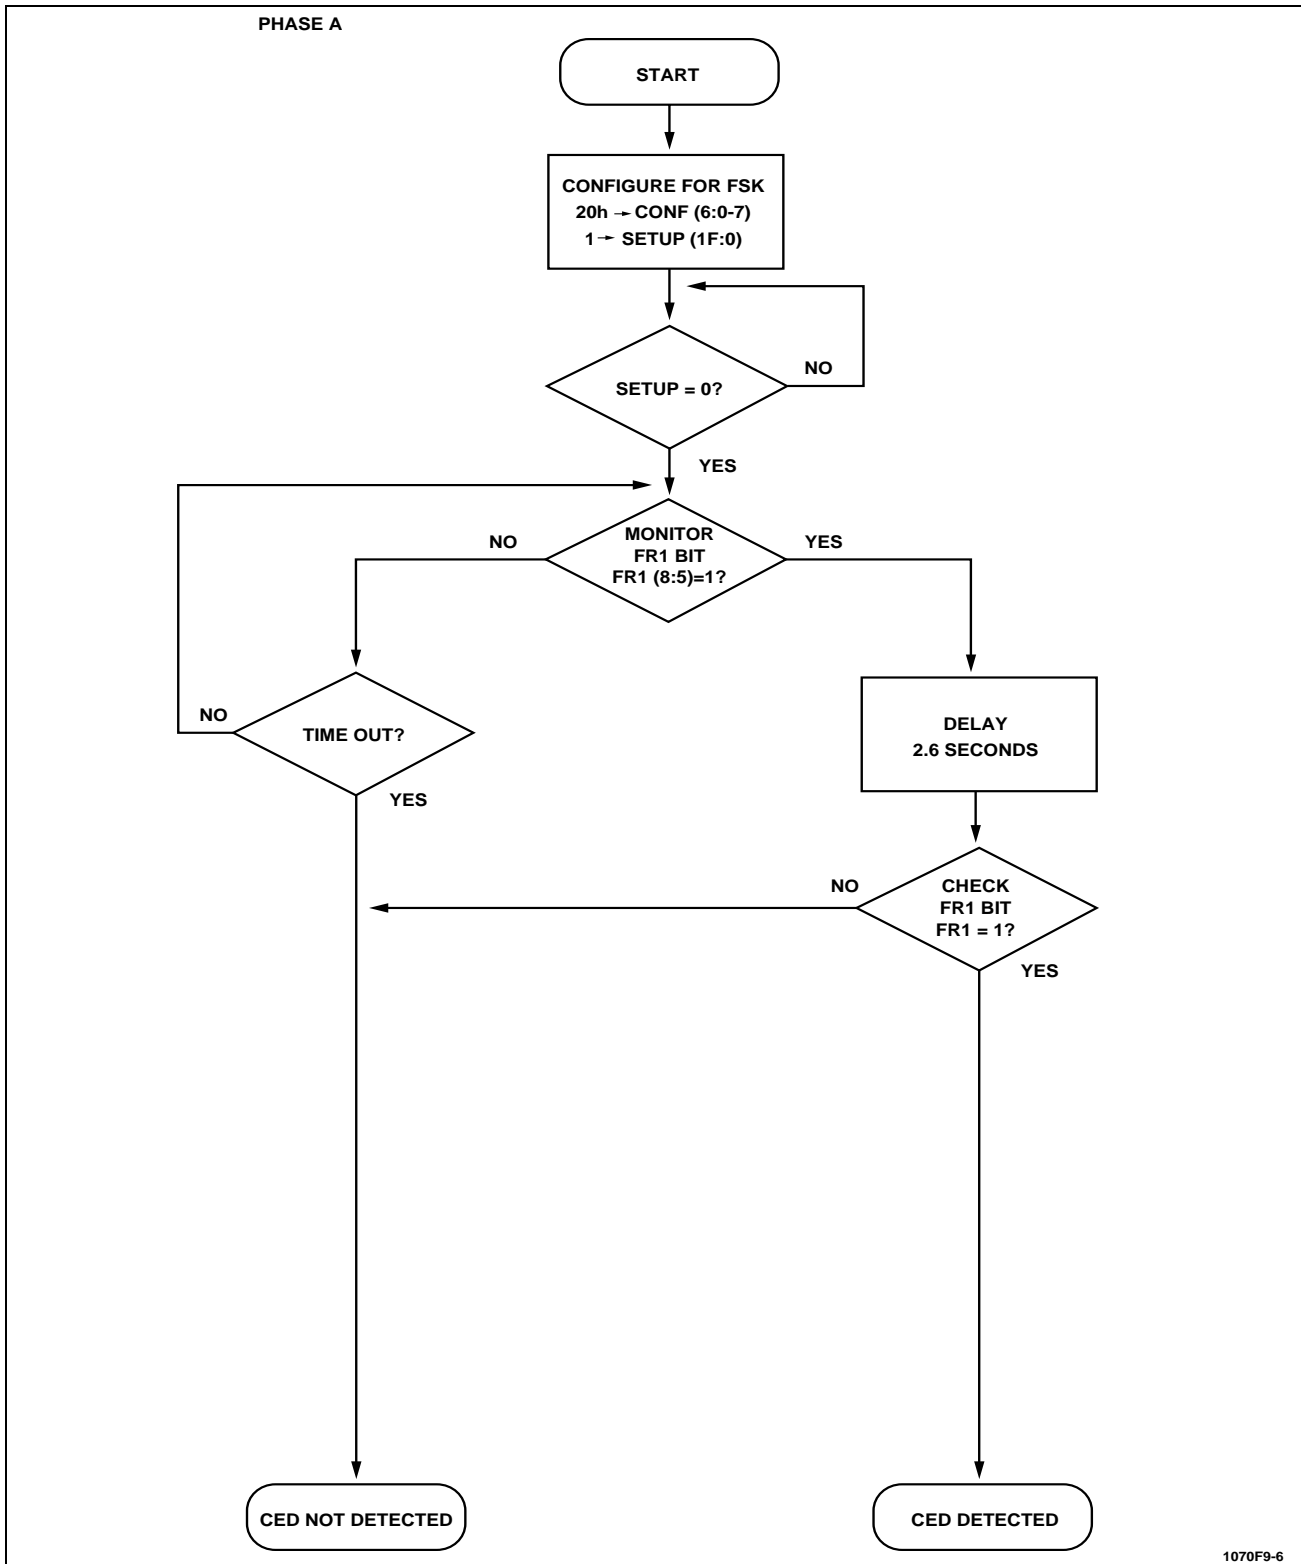 PHASE A
START
CONFIGURE FOR FSK
20h → CONF (6:0-7)
1 → SETUP (1F:0)
SETUP = 0?
NO
YES
MONITOR
FR1 BIT
FR1 (8:5)=1?
NO
YES
TIME OUT?
NO
YES
DELAY
2.6 SECONDS
CHECK
FR1 BIT
FR1 = 1?
NO
YES
CED NOT DETECTED
CED DETECTED
1070F9-6